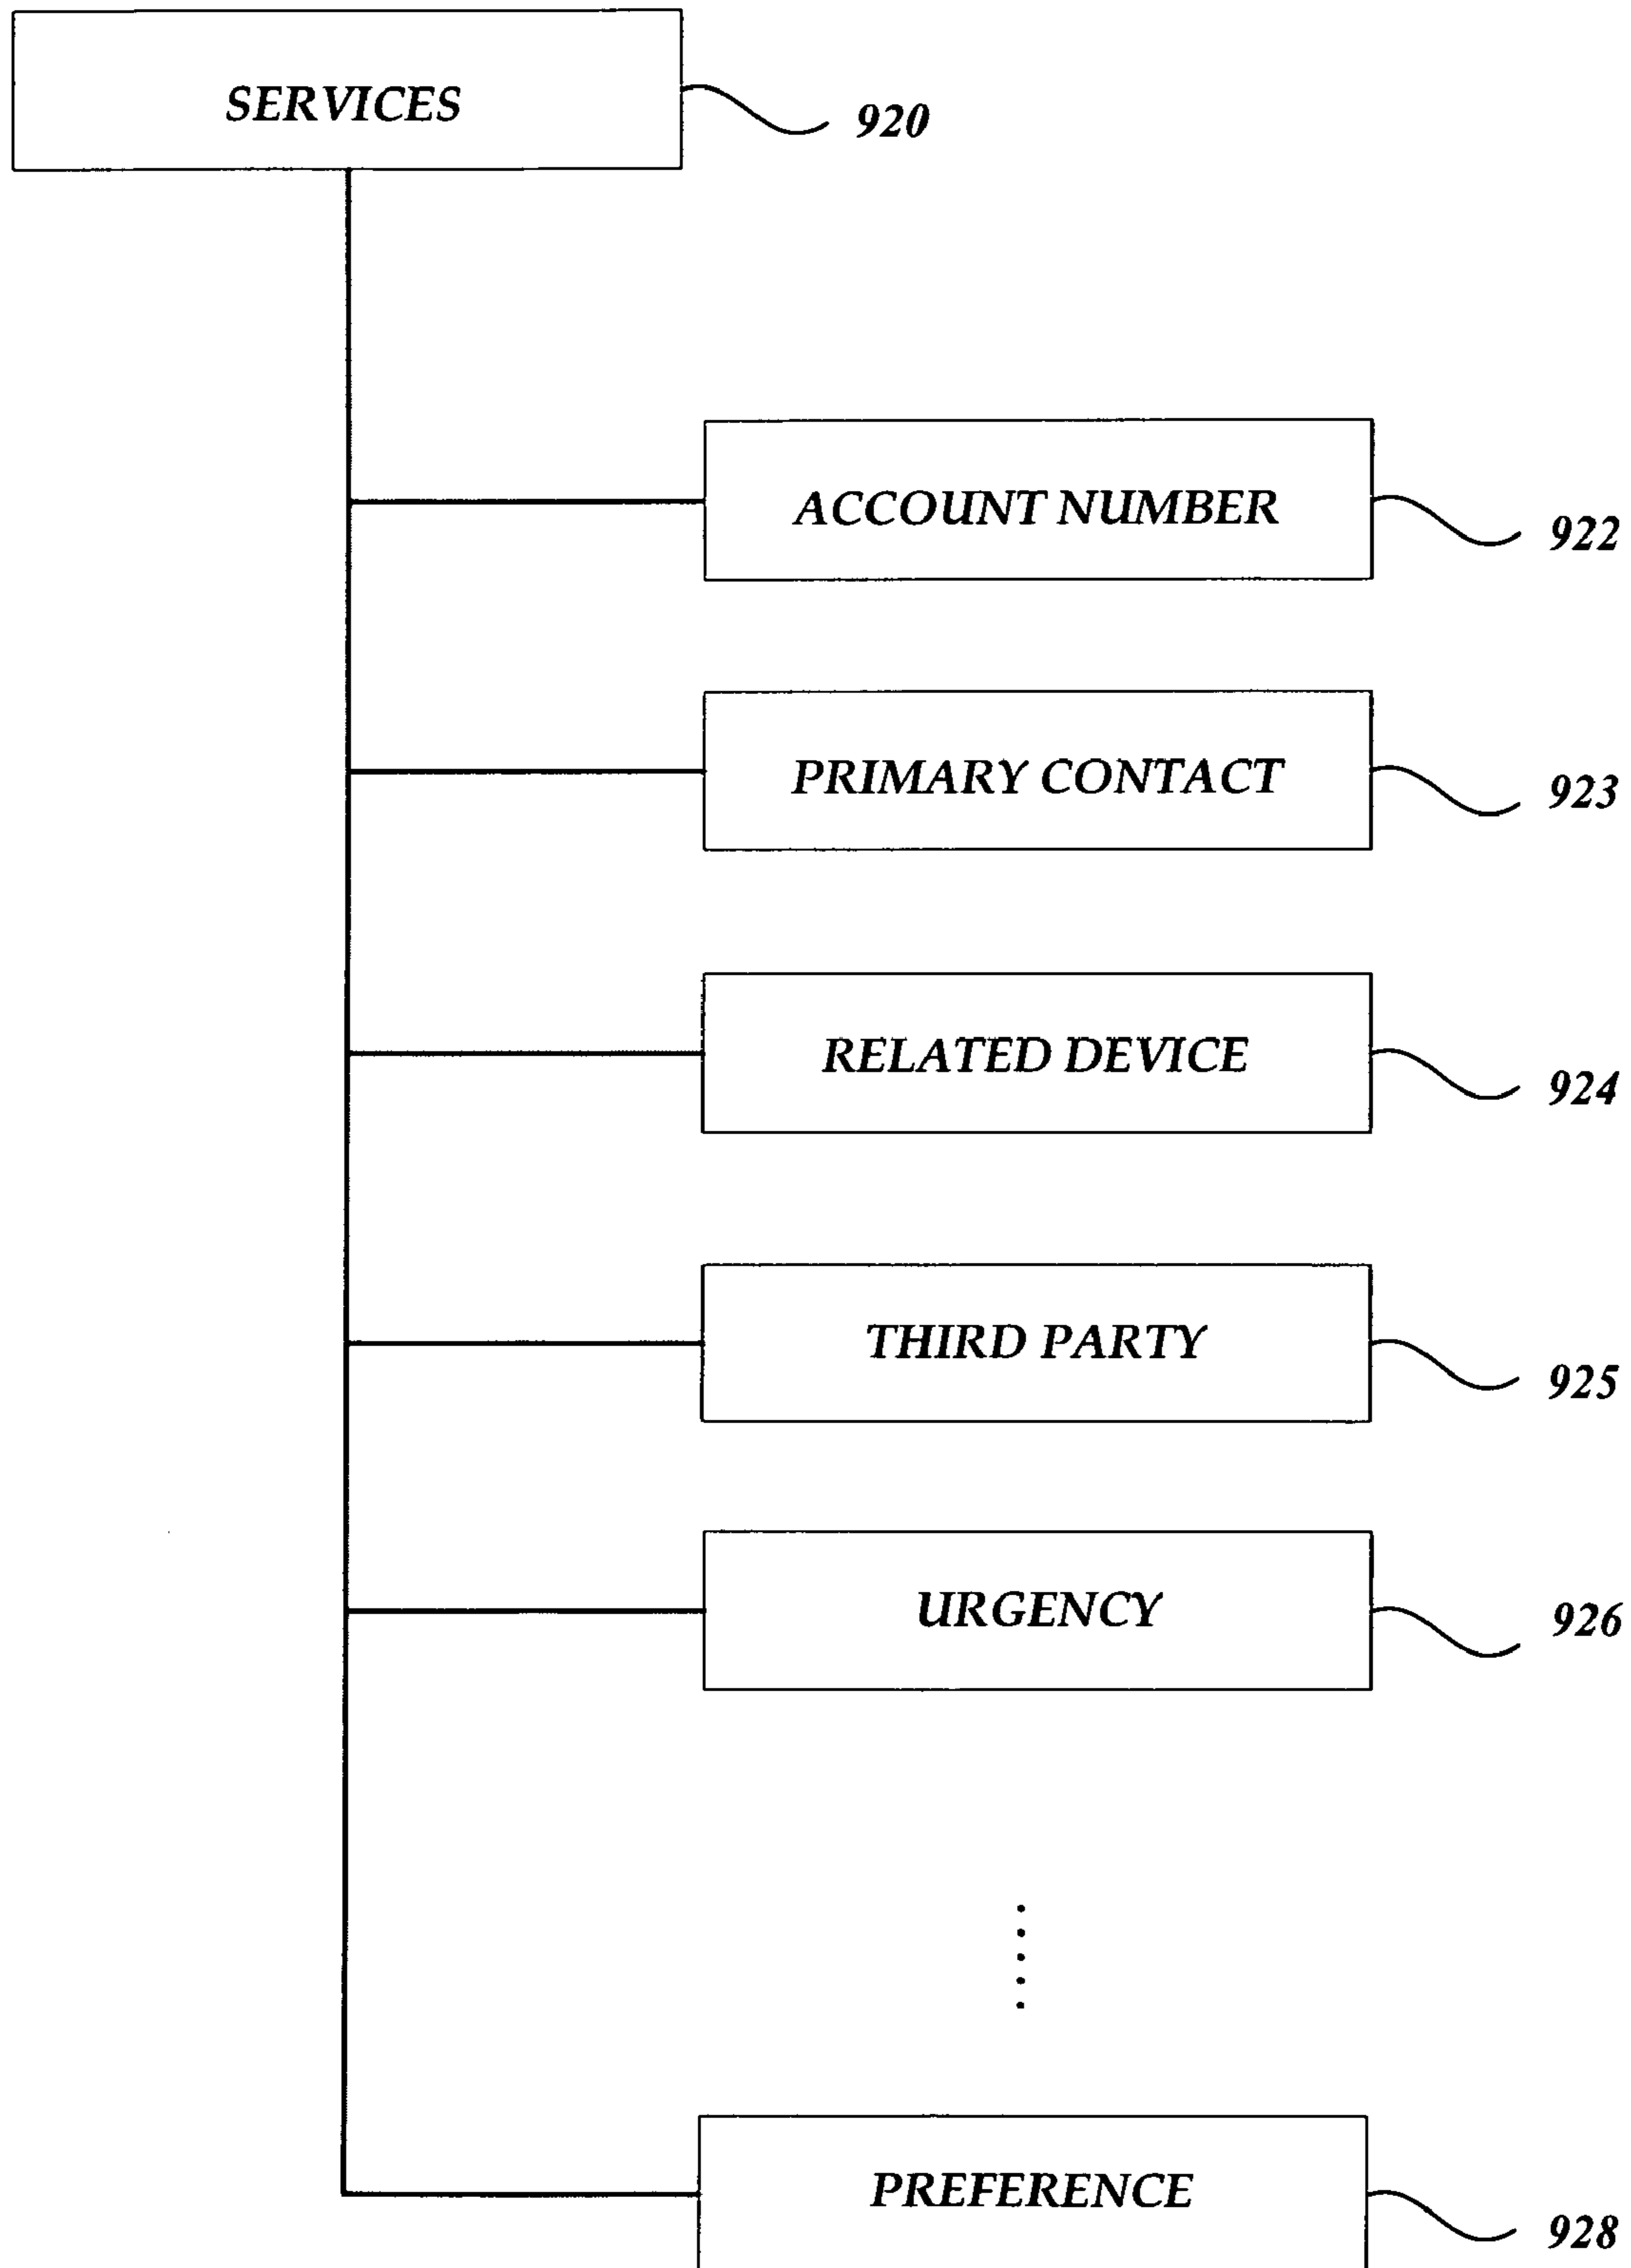 SERVICES 920
ACCOUNT NUMBER 922
PRIMARY CONTACT 923
RELATED DEVICE 924
THIRD PARTY 925
URGENCY 926
PREFERENCE 928